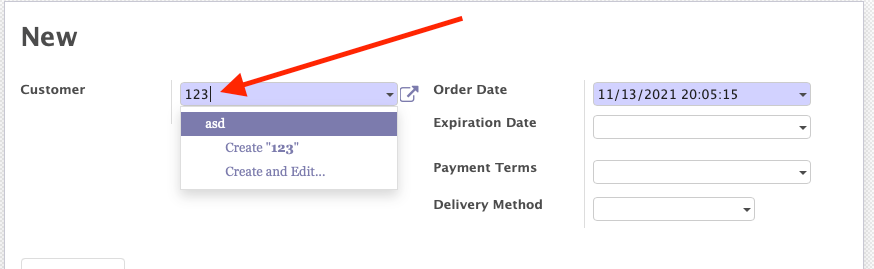 New
Customer
123
asd
Create "123"
Create and Edit...
Order Date
11/13/2021 20:05:15
Expiration Date
Payment Terms
Delivery Method